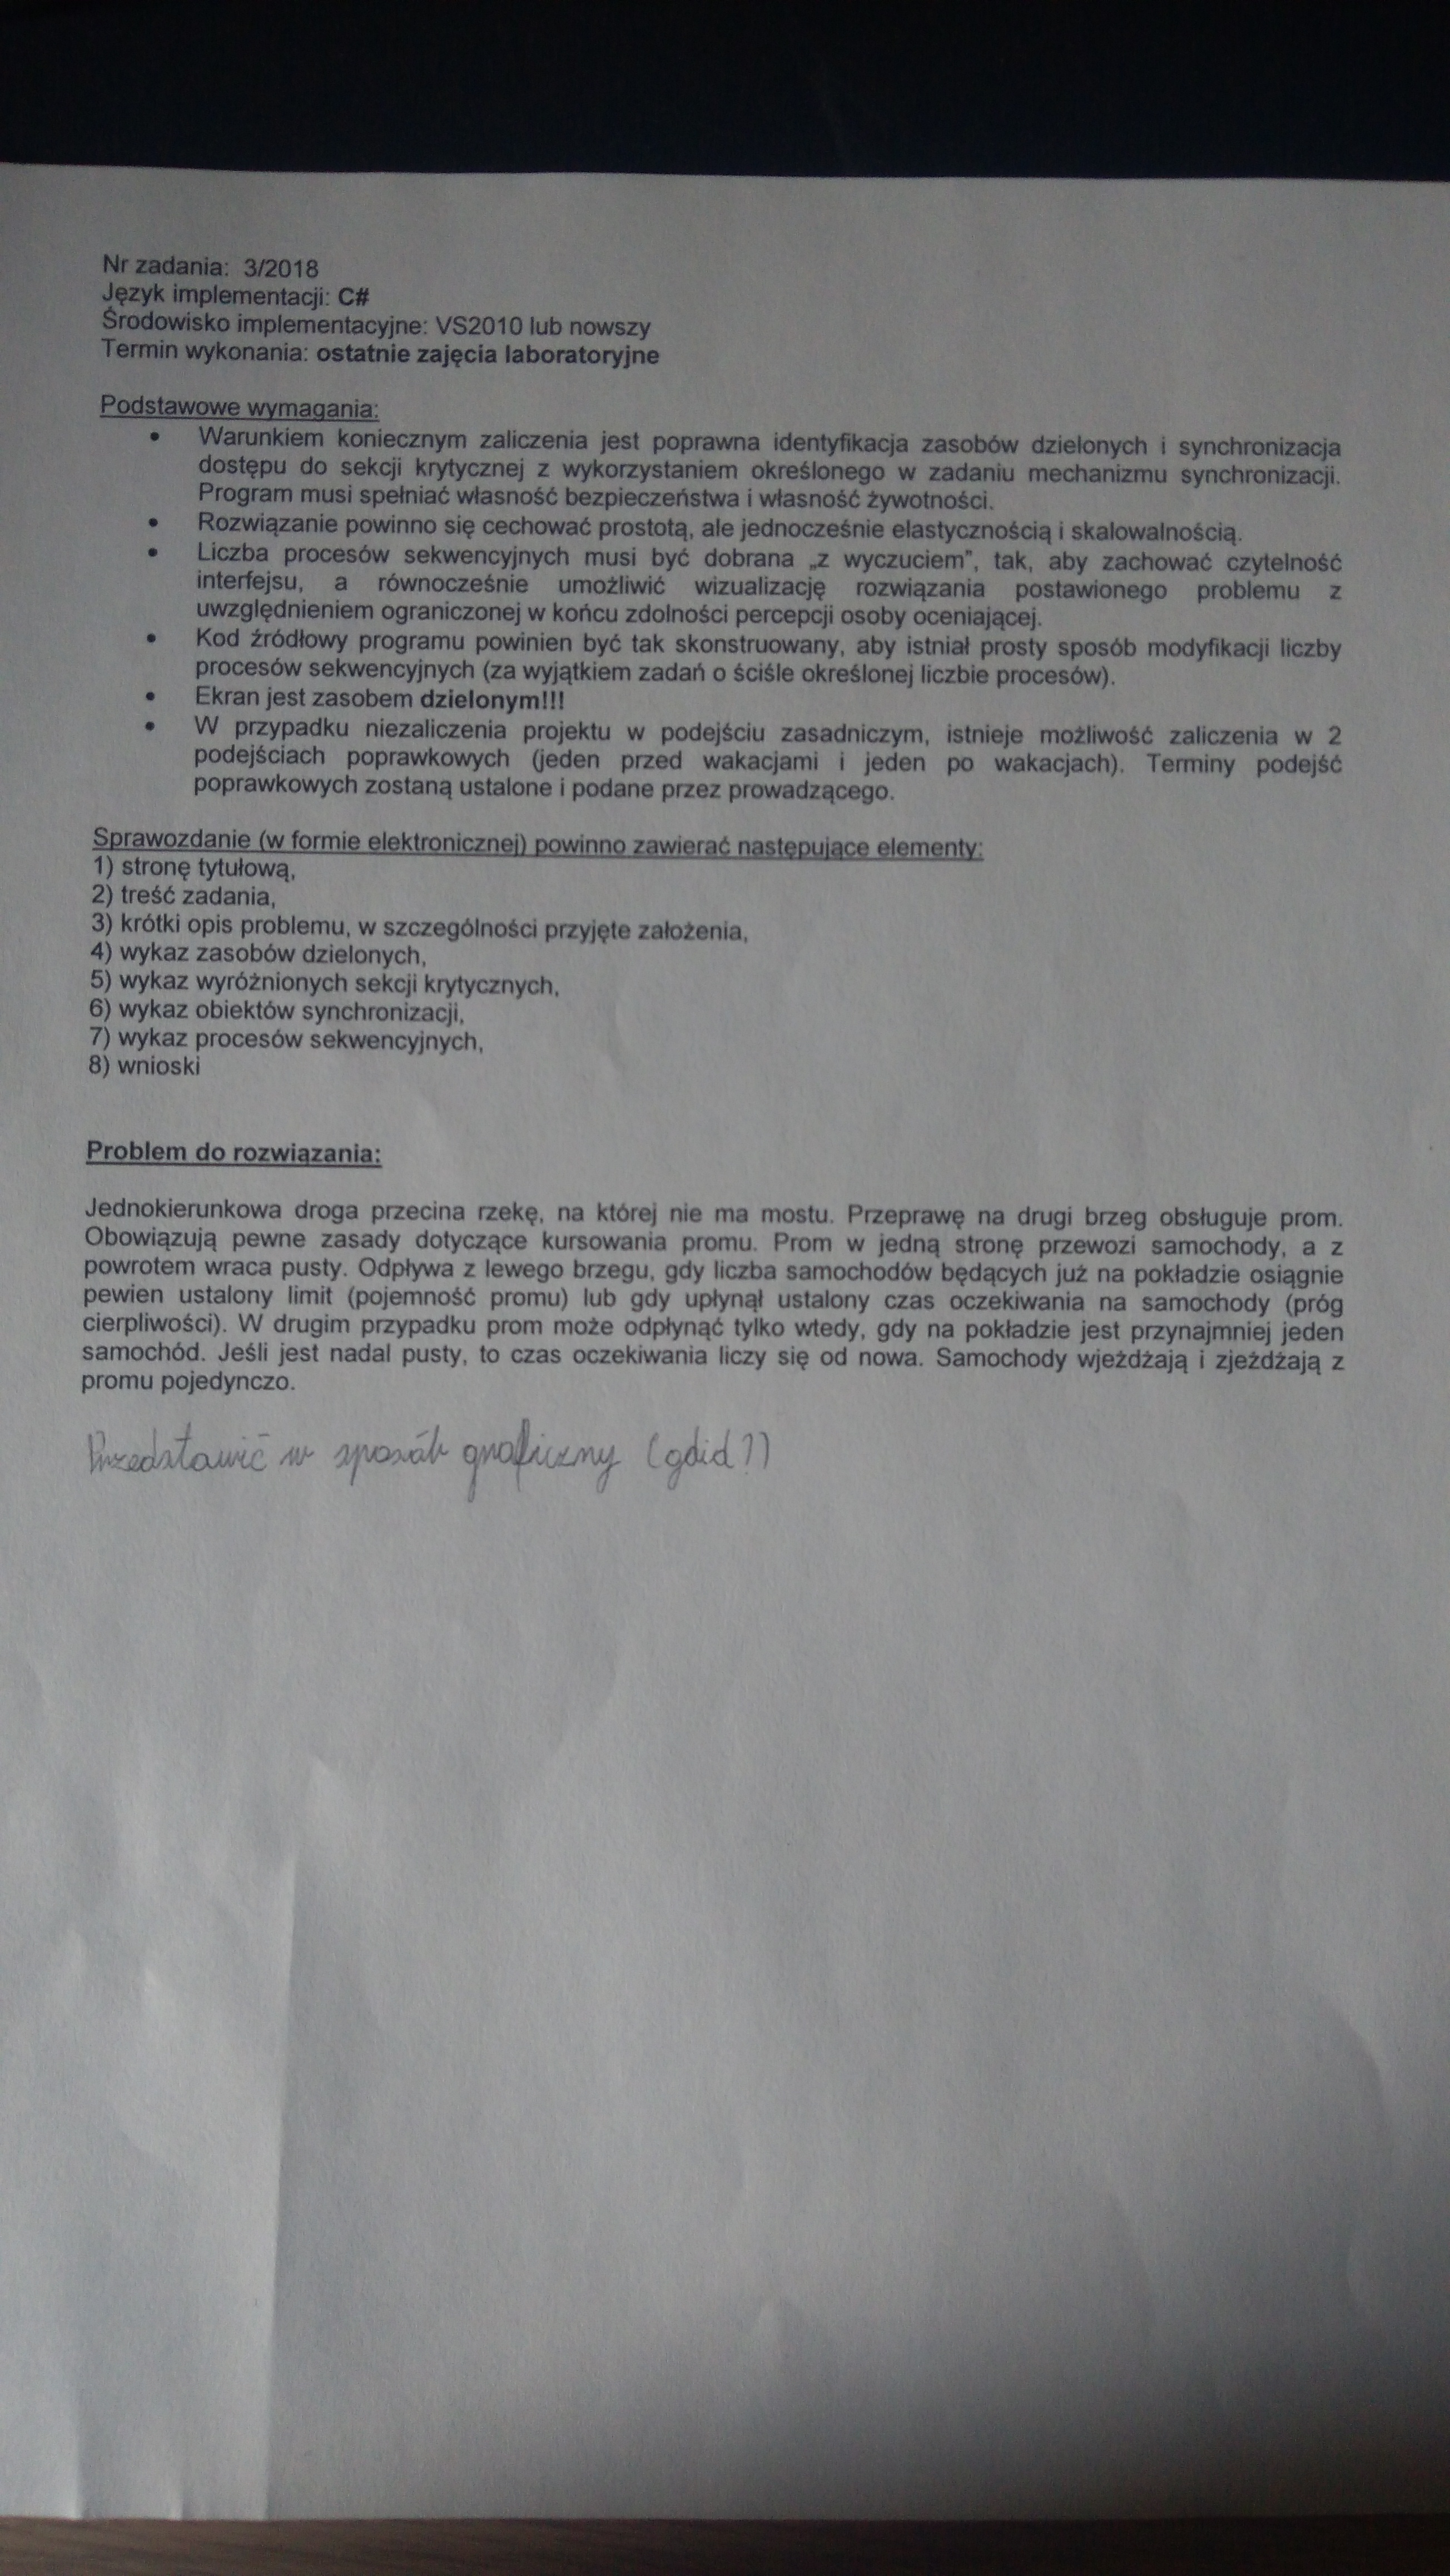 Nr zadania: 3/2018
Język implementacji: C#
Środowisko implementacyjne: VS2010 lub nowszy
Termin wykonania: ostatnie zajęcia laboratoryjne
Podstawowe wymagania:
• Warunkiem koniecznym zaliczenia jest poprawna identyfikacja zasobów dzielonych i synchronizacja
dostępu do sekcji krytycznej z wykorzystaniem określonego w zadaniu mechanizmu synchronizacji.
Program musi spełniać własność bezpieczeństwa i własność żywotności.
• Rozwiązanie powinno się cechować prostotą, ale jednocześnie elastycznością i skalowalnością.
• Liczba procesów sekwencyjnych musi być dobrana „z wyczuciem”, tak, aby zachować czytelność
interfejsu, a równocześnie umożliwić wizualizację rozwiązania postawionego problemu z
uwzględnieniem ograniczonej w końcu zdolności percepcji osoby oceniającej.
• Kod źródłowy programu powinien być tak skonstruowany, aby istniał prosty sposób modyfikacji liczby
procesów sekwencyjnych (za wyjątkiem zadań o ściśle określonej liczbie procesów).
• Ekran jest zasobem dzielonym!!!
• W przypadku niezaliczenia projektu w podejściu zasadniczym, istnieje możliwość zaliczenia w 2
podejściach poprawkowych (jeden przed wakacjami i jeden po wakacjach). Terminy podejść
poprawkowych zostaną ustalone i podane przez prowadzącego.
Sprawozdanie (w formie elektronicznej) powinno zawierać następujące elementy:
1) stronę tytułową,
2) treść zadania,
3) krótki opis problemu, w szczególności przyjęte założenia,
4) wykaz zasobów dzielonych,
5) wykaz wyróżnionych sekcji krytycznych,
6) wykaz obiektów synchronizacji,
7) wykaz procesów sekwencyjnych,
8) wnioski
Problem do rozwiązania:
Jednokierunkowa droga przecina rzekę, na której nie ma mostu. Przeprawę na drugi brzeg obsługuje prom.
Obowiązują pewne zasady dotyczące kursowania promu. Prom w jedną stronę przewozi samochody, a z
powrotem wraca pusty. Odpływa z lewego brzegu, gdy liczba samochodów będących już na pokładzie osiągnie
pewien ustalony limit (pojemność promu) lub gdy upłynął ustalony czas oczekiwania na samochody (próg
cierpliwości). W drugim przypadku prom może odpłynąć tylko wtedy, gdy na pokładzie jest przynajmniej jeden
samochód. Jeśli jest nadal pusty, to czas oczekiwania liczy się od nowa. Samochody wjeżdżają i zjeżdżają z
promu pojedynczo.
Przedstawić w sposób graficzny